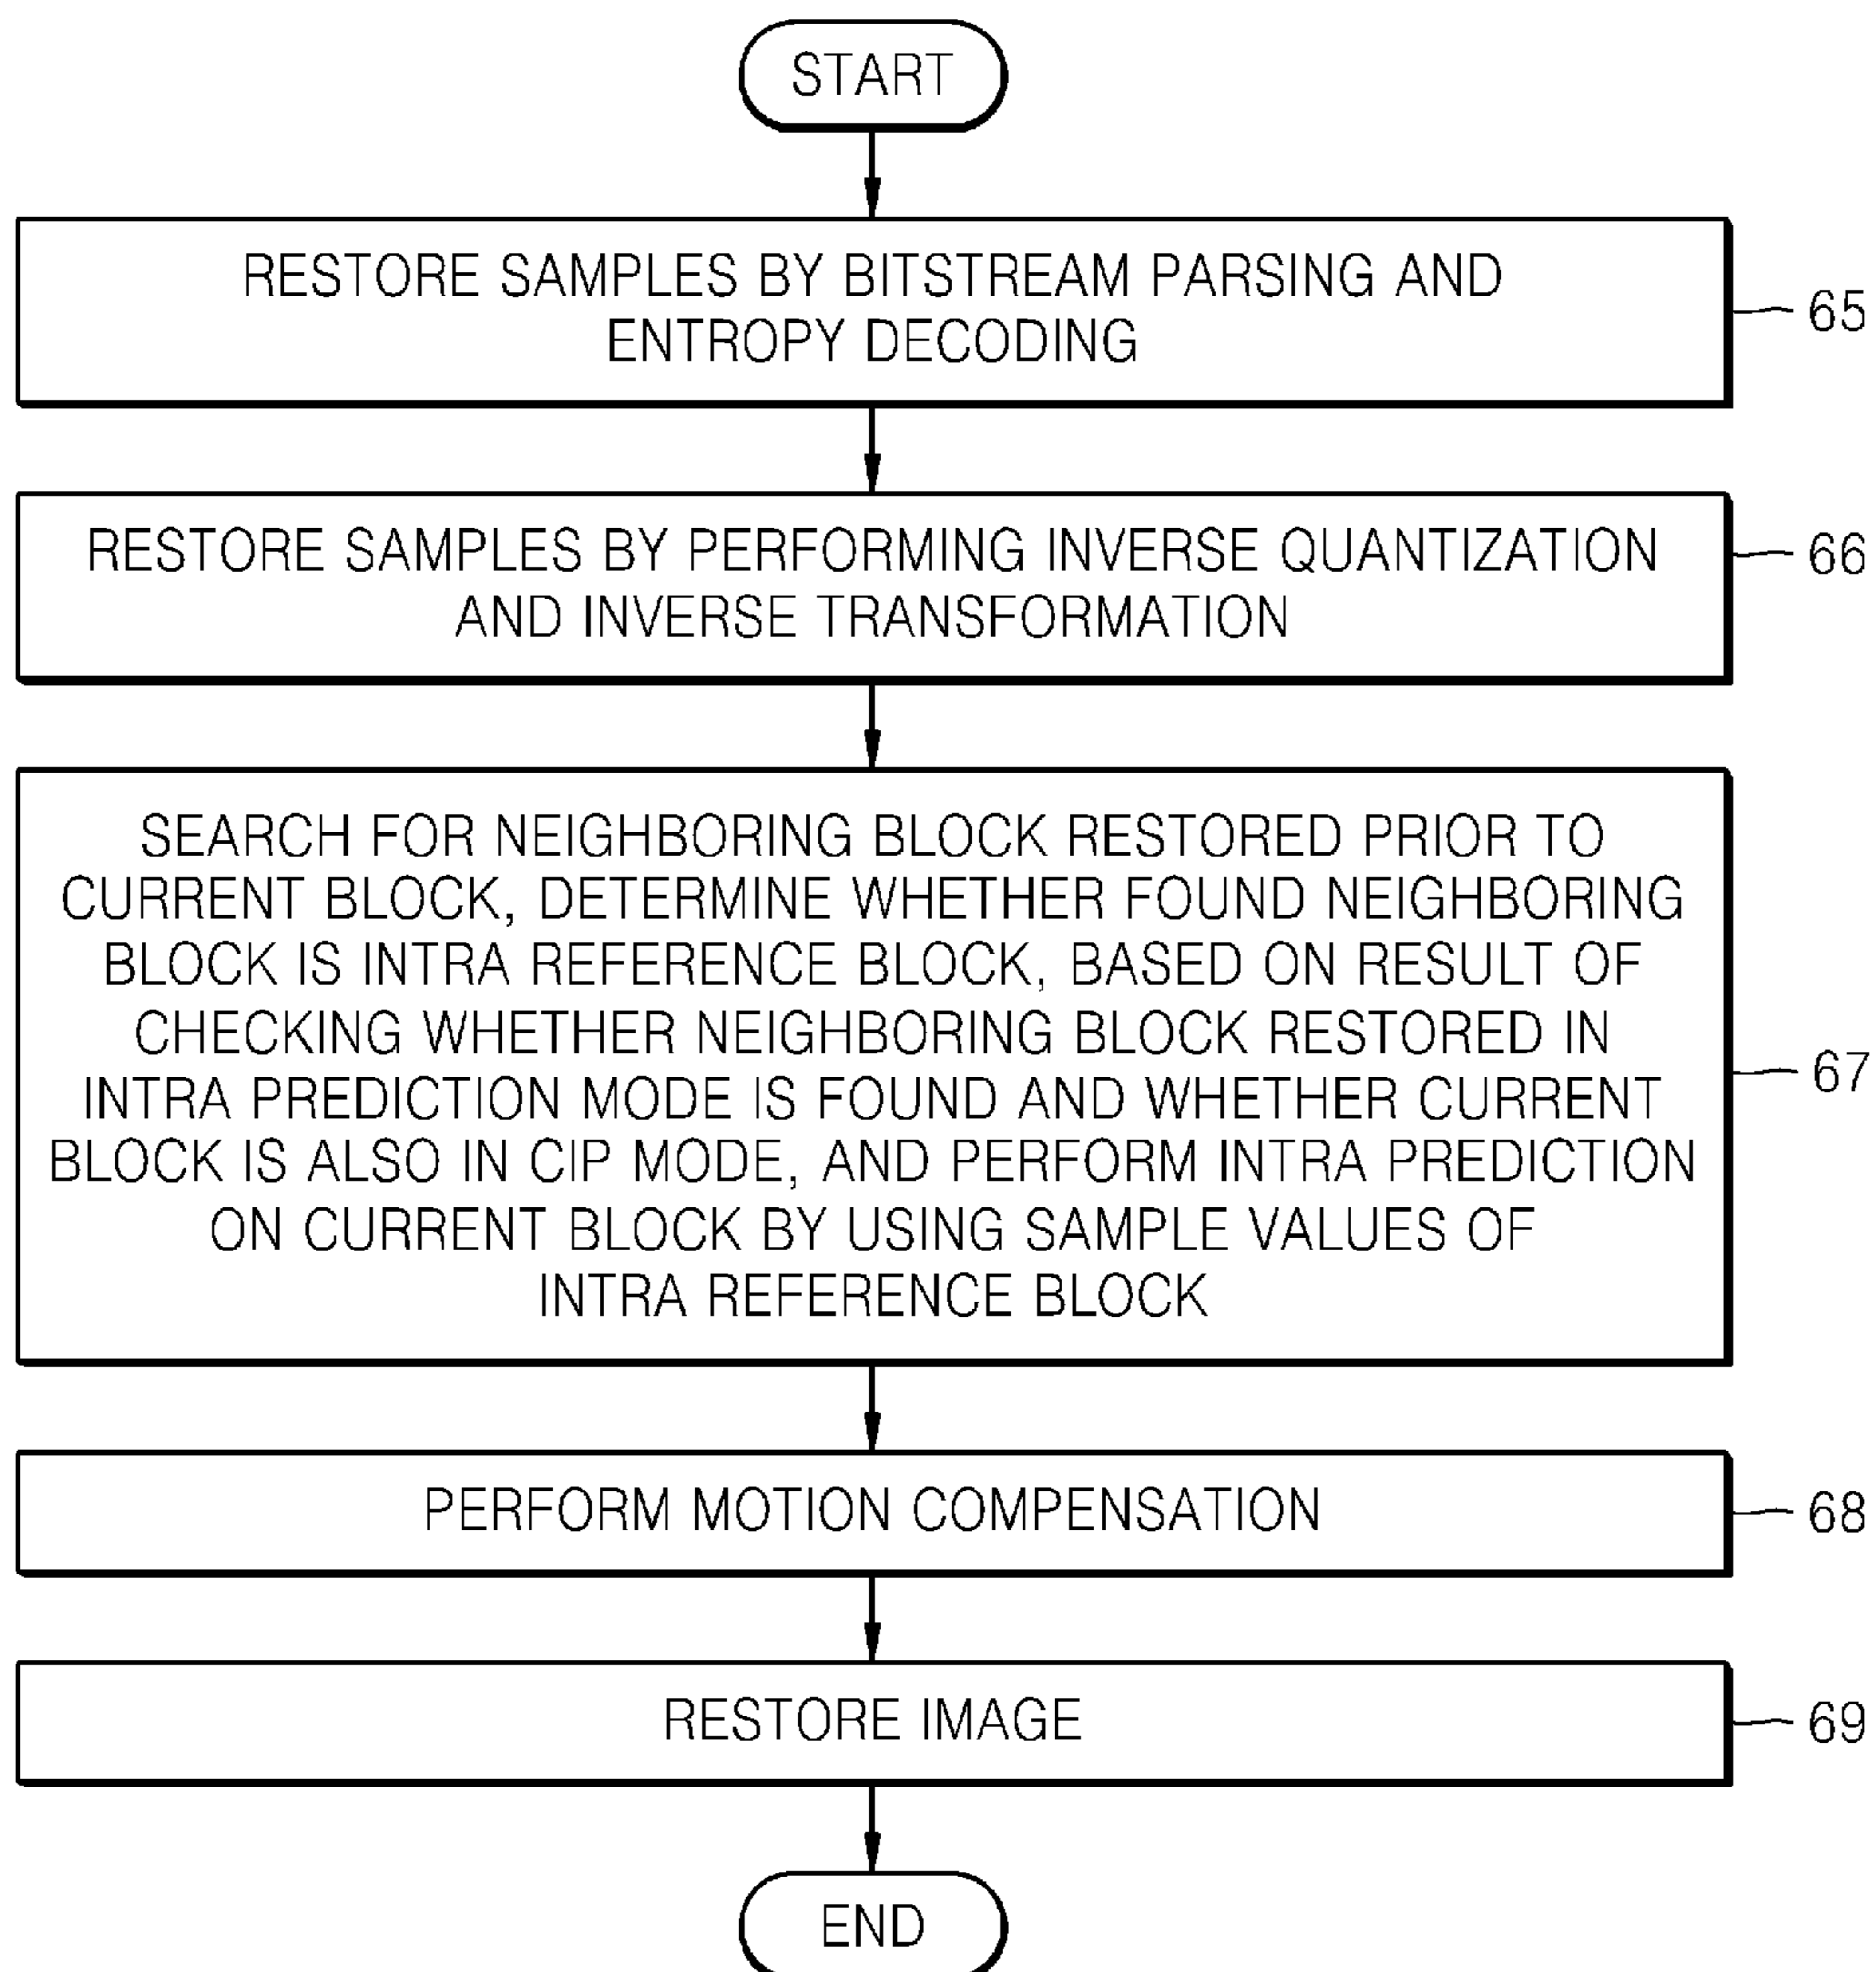 START
RESTORE SAMPLES BY BITSTREAM PARSING AND
ENTROPY DECODING
65
RESTORE SAMPLES BY PERFORMING INVERSE QUANTIZATION
AND INVERSE TRANSFORMATION
66
SEARCH FOR NEIGHBORING BLOCK RESTORED PRIOR TO
CURRENT BLOCK, DETERMINE WHETHER FOUND NEIGHBORING
BLOCK IS INTRA REFERENCE BLOCK, BASED ON RESULT OF
CHECKING WHETHER NEIGHBORING BLOCK RESTORED IN
INTRA PREDICTION MODE IS FOUND AND WHETHER CURRENT
BLOCK IS ALSO IN CIP MODE, AND PERFORM INTRA PREDICTION
ON CURRENT BLOCK BY USING SAMPLE VALUES OF
INTRA REFERENCE BLOCK
67
PERFORM MOTION COMPENSATION
68
RESTORE IMAGE
69
END